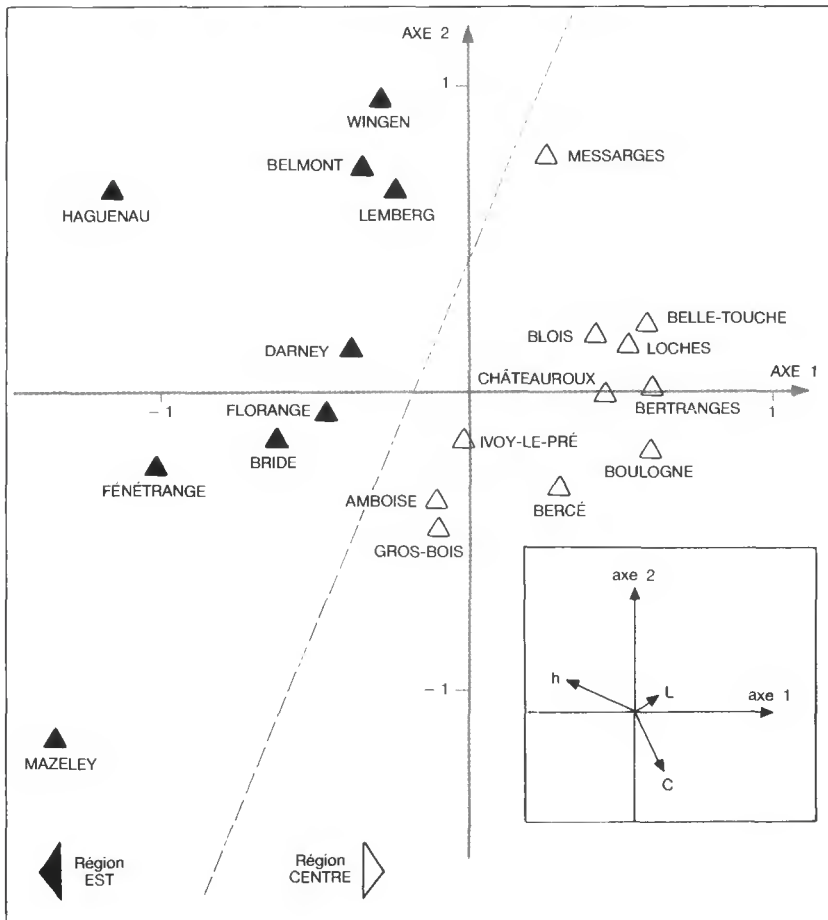 AXE 2
1
WINGEN
MESSARGES
BELMONT
HAGUENAU
LEMBERG
BELLE-TOUCHE
BLOIS
LOCHES
DARNEY
CHÂTEAUROUX
AXE 1
-1
FLORANGE
BERTRANGES
1
BRIDE
IVOY-LE-PRÉ
FÉNÉTRANGE
BOULOGNE
AMBOISE
BERCÉ
GROS-BOIS
axe 2
-1
h
L
axe 1
MAZELEY
C
Région
EST
Région
CENTRE